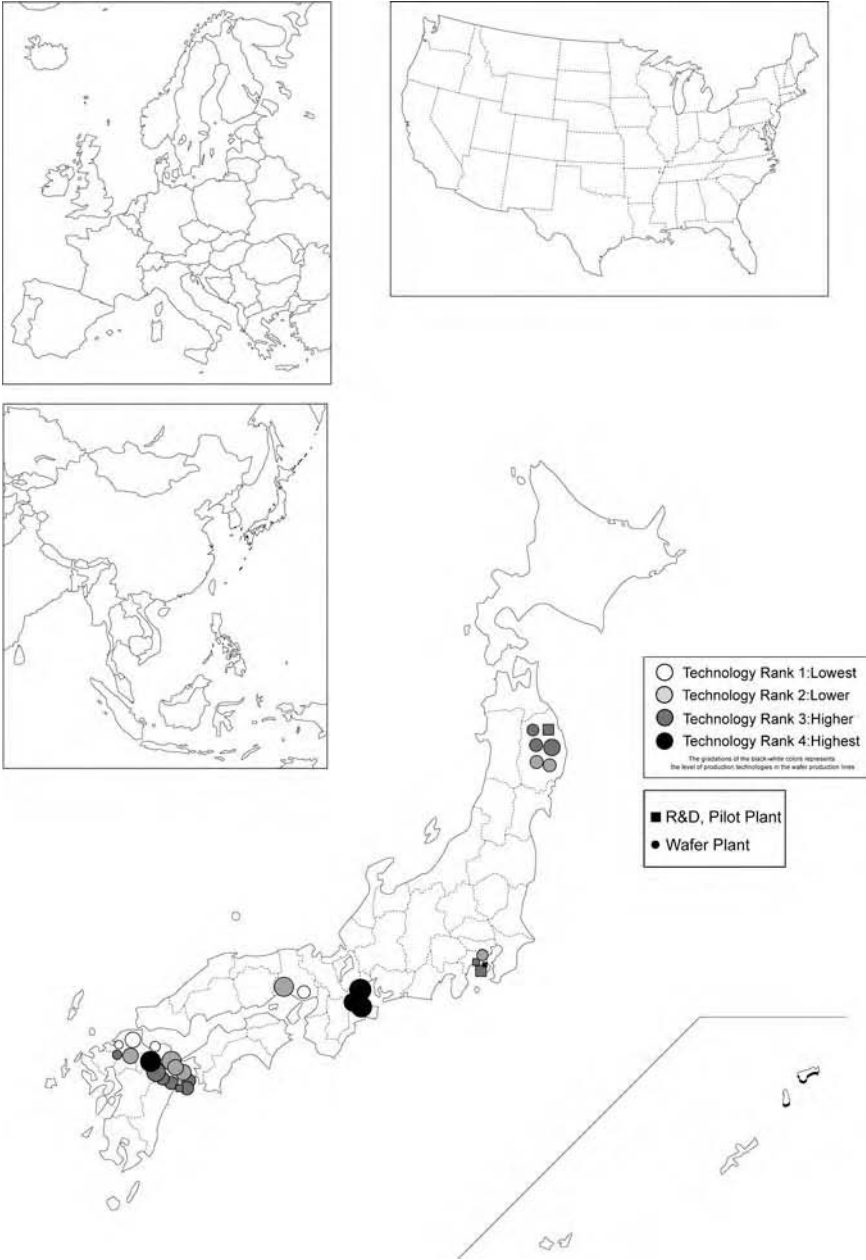 Technology Rank 1:Lowest
Technology Rank 2:Lower
Technology Rank 3:Higher
Technology Rank 4:Highest
The gradations of the black-white colors represents
the level of production technologies in the wafer production lines
R&D, Pilot Plant
Wafer Plant